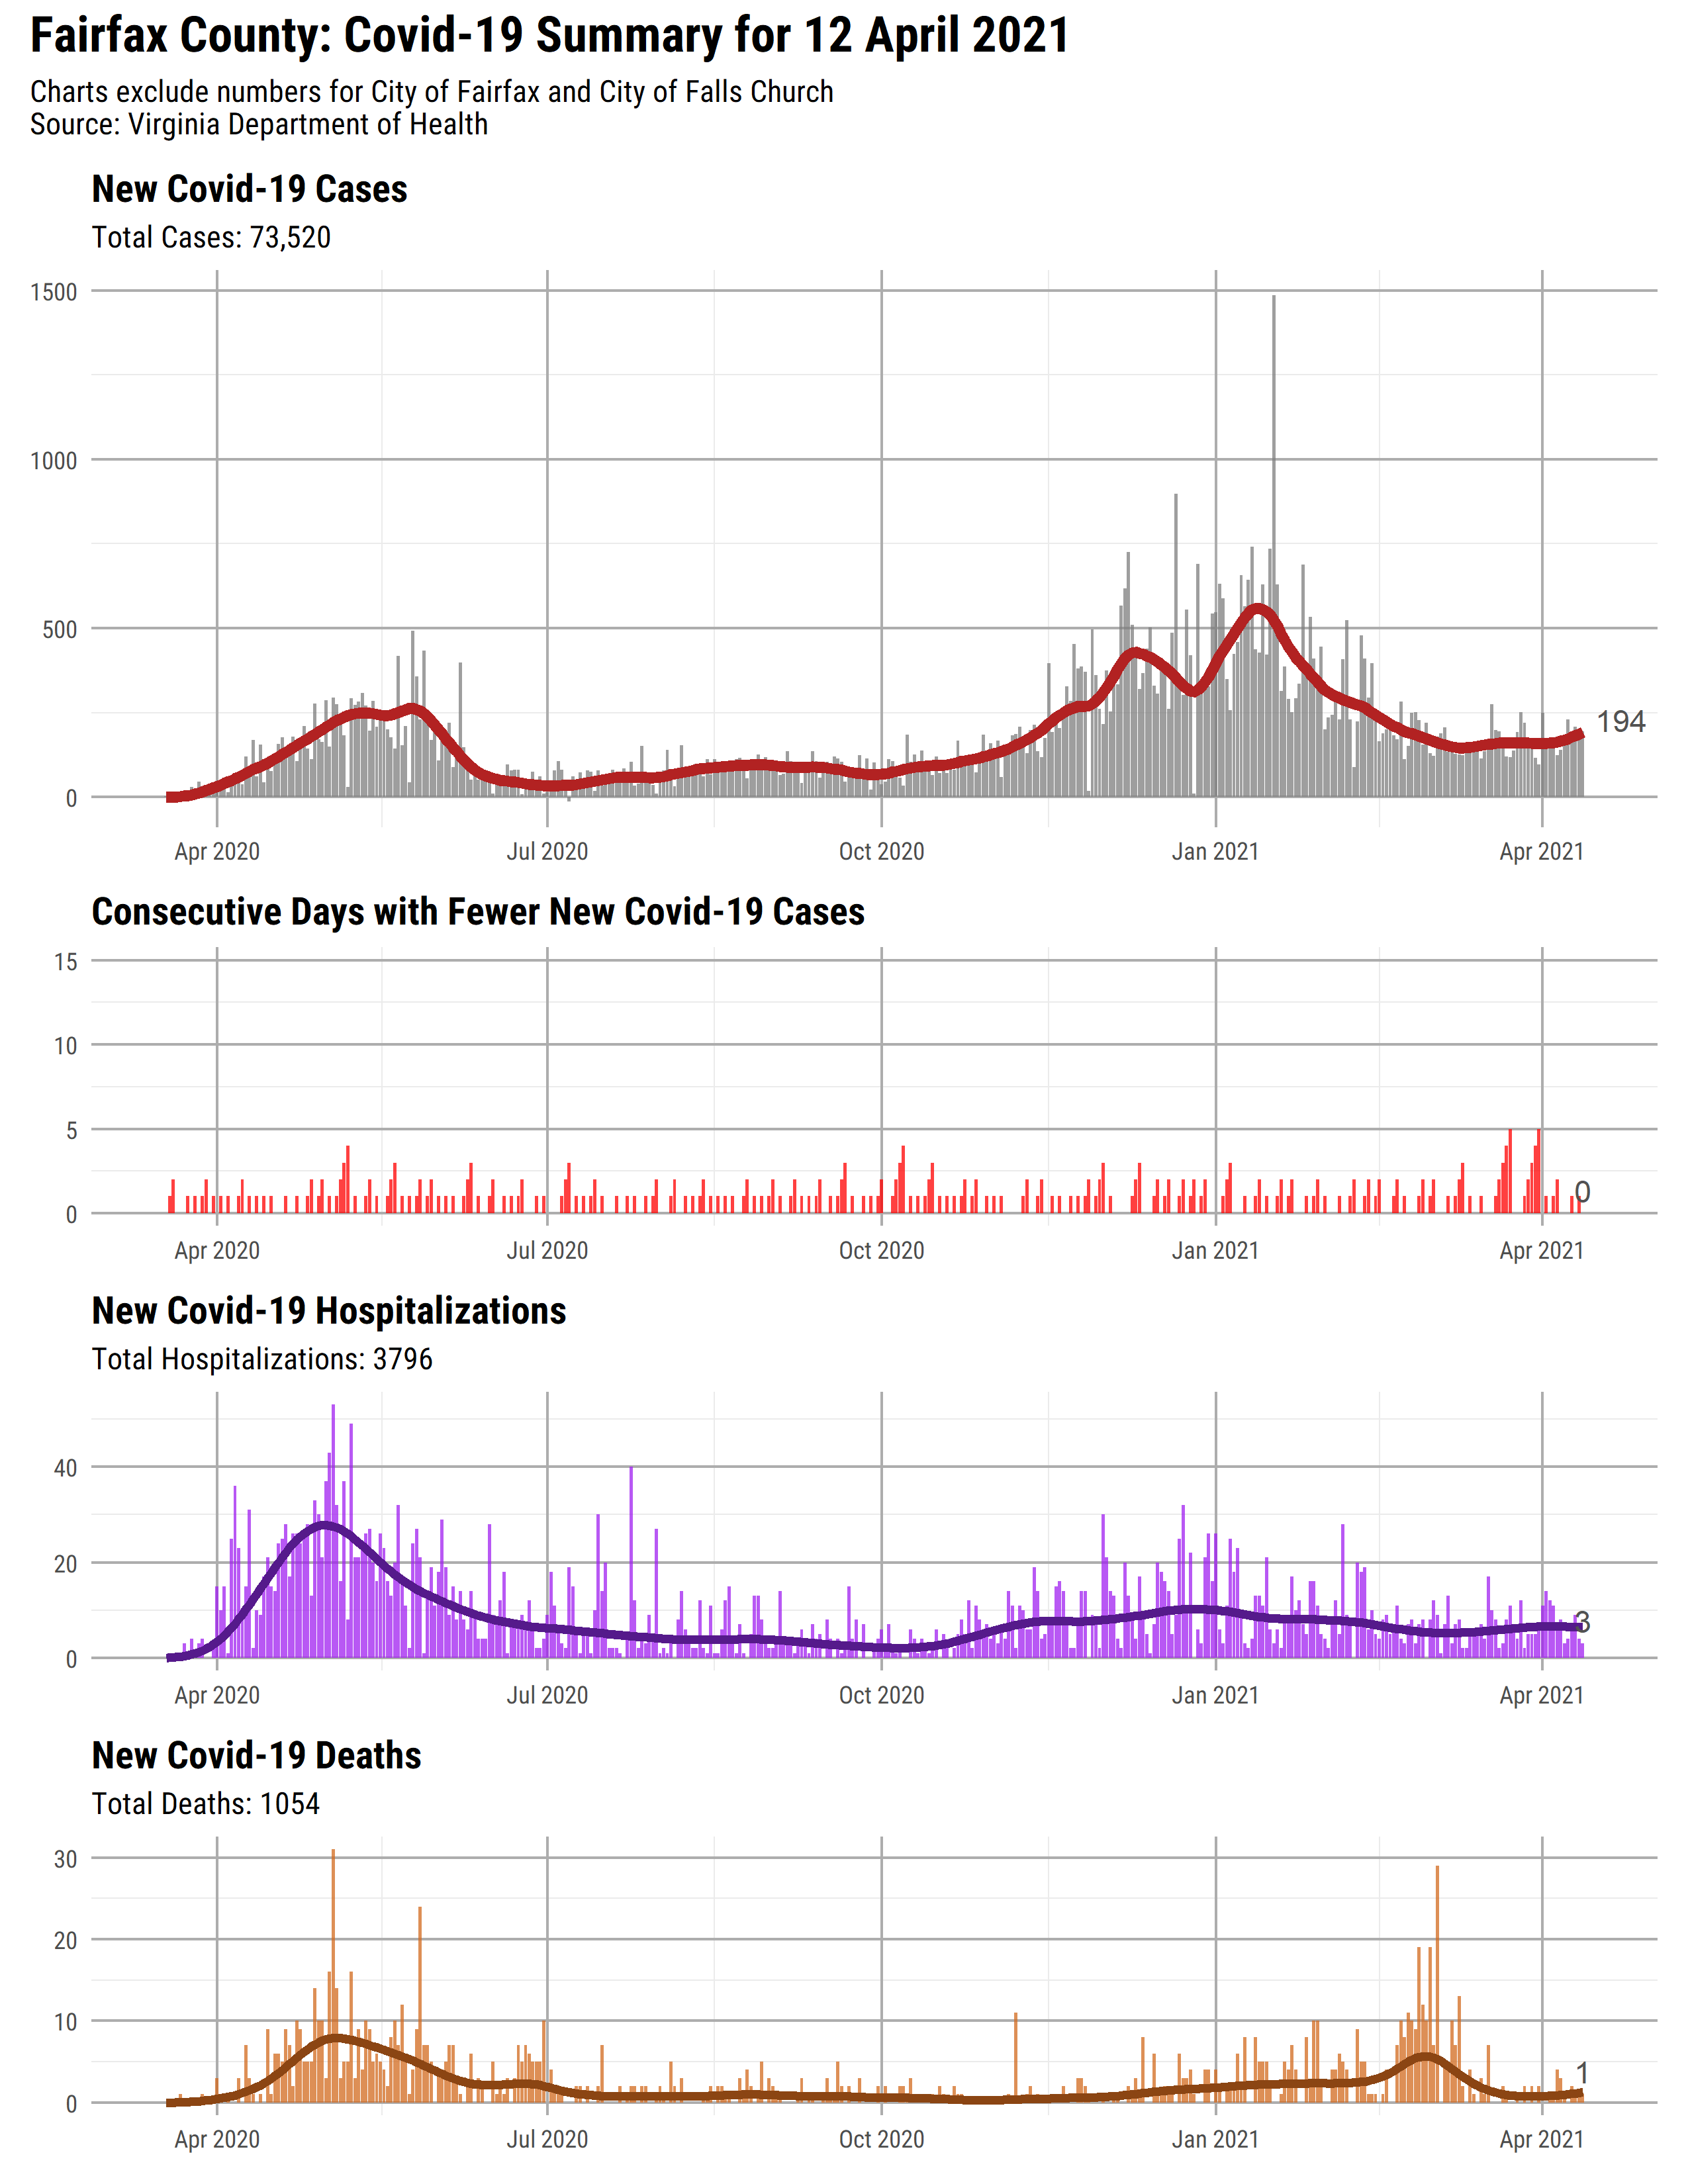 Fairfax County: Covid-19 Summary for 12 April 2021
Charts exclude numbers for City of Fairfax and City of Falls Church
Source: Virginia Department of Health
New Covid-19 Cases
Total Cases: 73,520
1500
1000
500
0
194
Apr 2020 Jul 2020 Oct 2020 Jan 2021 Apr 2021
Consecutive Days with Fewer New Covid-19 Cases
15
10
5
0
0
Apr 2020 Jul 2020 Oct 2020 Jan 2021 Apr 2021
New Covid-19 Hospitalizations
Total Hospitalizations: 3796
40
20
0
3
Apr 2020 Jul 2020 Oct 2020 Jan 2021 Apr 2021
New Covid-19 Deaths
Total Deaths: 1054
30
20
10
0
1
Apr 2020 Jul 2020 Oct 2020 Jan 2021 Apr 2021